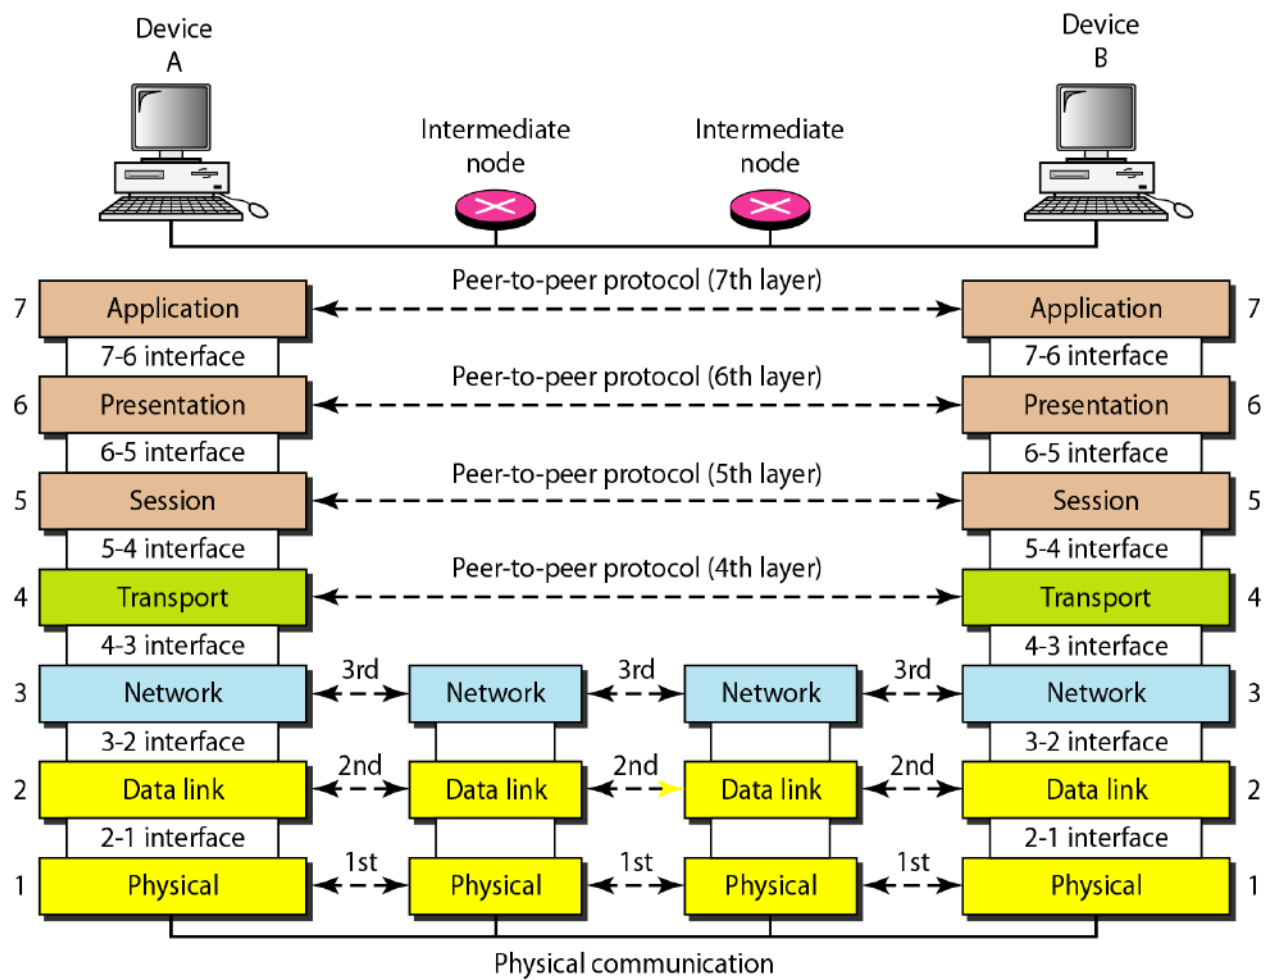 Device
A
Device
B
Intermediate
node
Intermediate
node
Peer-to-peer protocol (7th layer)
7 Application Application 7
7-6 interface 7-6 interface
Peer-to-peer protocol (6th layer)
6 Presentation Presentation 6
6-5 interface 6-5 interface
Peer-to-peer protocol (5th layer)
5 Session Session 5
5-4 interface 5-4 interface
Peer-to-peer protocol (4th layer)
4 Transport Transport 4
4-3 interface 4-3 interface
3rd 3rd 3rd
3 Network Network Network Network 3
3-2 interface 3-2 interface
2nd 2nd 2nd
2 Data link Data link Data link Data link 2
2-1 interface 2-1 interface
1st 1st 1st
1 Physical Physical Physical Physical 1
Physical communication